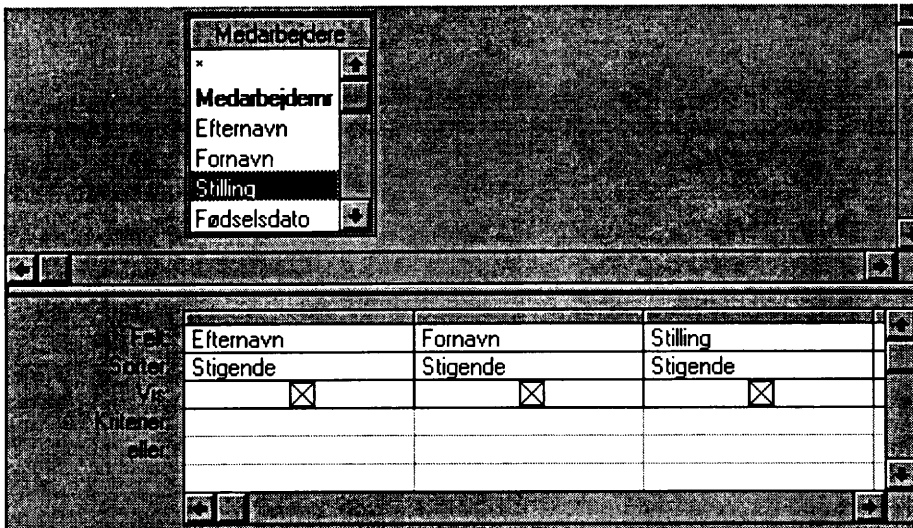 Medarbejdere
*
Medarbejdernr
Efternavn
Fornavn
Stilling
Fødselsdato
Felt: Efternavn Fornavn Stilling
Sorter: Stigende Stigende Stigende
Vis:
Kriterier:
eller: